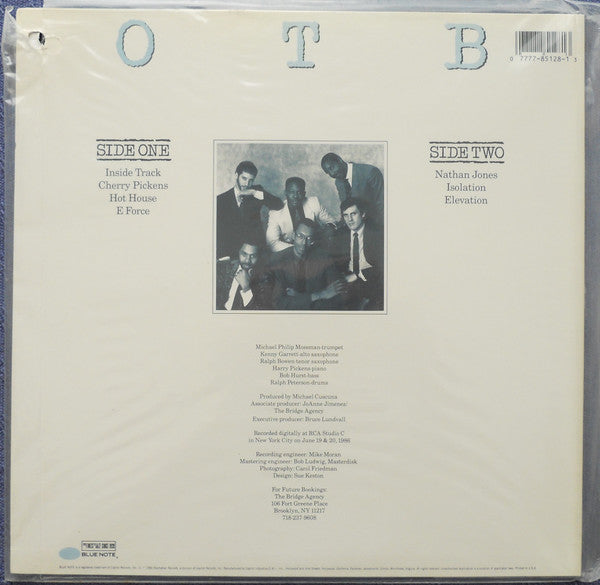 O T B
0 7777-85128-1 3
SIDE ONE
Inside Track
Cherry Pickens
Hot House
E Force
SIDE TWO
Nathan Jones
Isolation
Elevation
Michael Philip Mossman-trumpet
Kenny Garrett-alto saxophone
Ralph Bowen-tenor saxophone
Harry Pickens-piano
Bob Hurst-bass
Ralph Peterson-drums
Produced by Michael Cuscuna
Associate producer: JoAnne Jimenez/
The Bridge Agency
Executive producer: Bruce Lundvall
Recorded digitally at RCA Studio C
in New York City on June 19 & 20, 1986
Recording engineer: Mike Moran
Mastering engineer: Bob Ludwig, Masterdisk
Photography: Carol Friedman
Design: Sue Keston
For Future Bookings:
The Bridge Agency
106 Fort Greene Place
Brooklyn, NY 11217
718 237-9608
BLUE NOTE